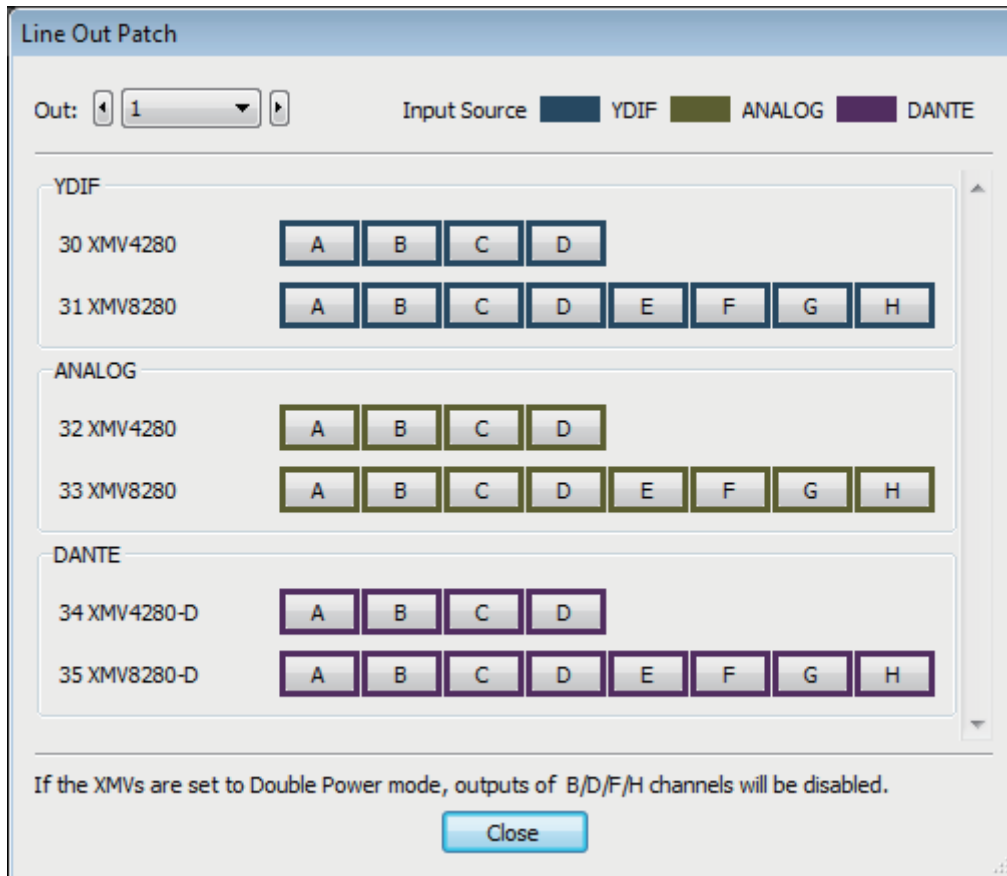 Line Out Patch
Out: 1 Input Source YDIF ANALOG DANTE
YDIF
30 XMV4280 A B C D
31 XMV8280 A B C D E F G H
ANALOG
32 XMV4280 A B C D
33 XMV8280 A B C D E F G H
DANTE
34 XMV4280-D A B C D
35 XMV8280-D A B C D E F G H
If the XMVs are set to Double Power mode, outputs of B/D/F/H channels will be disabled.
Close